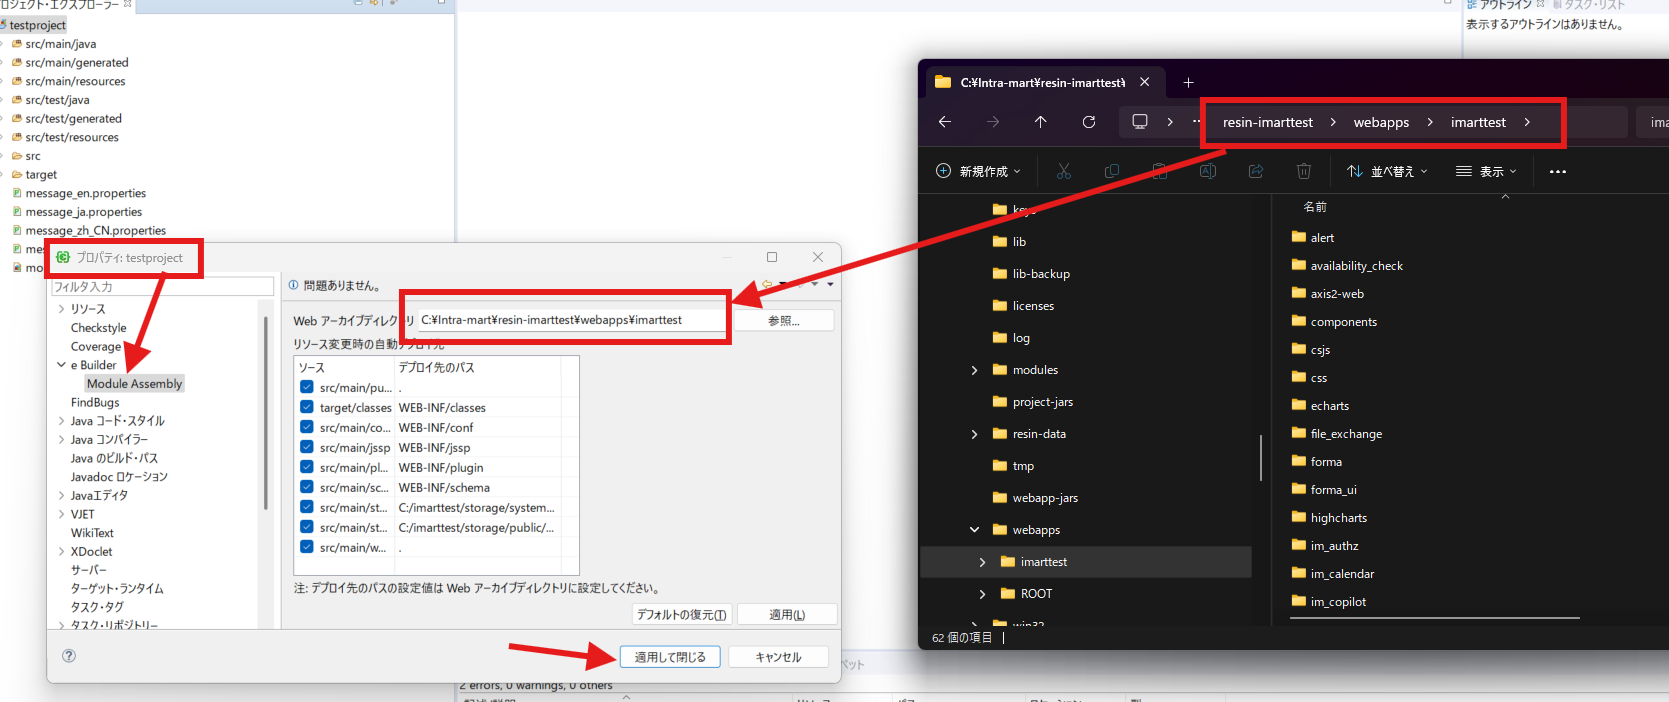 プロジェクト・エクスプローラー
testproject
src/main/java
src/main/generated
src/main/resources
src/test/java
src/test/generated
src/test/resources
src
target
message_en.properties
message_ja.properties
message_zh_CN.properties
アウトライン
タスク・リスト
表示するアウトラインはありません。
プロパティ: testproject
フィルタ入力
リソース
Checkstyle
Coverage
e Builder
Module Assembly
FindBugs
Java コード・スタイル
Java コンパイラー
Java のビルド・パス
Javadoc ロケーション
Javaエディタ
VJET
WikiText
XDoclet
サーバー
ターゲット・ランタイム
タスク・タグ
タスク・リポジトリー
問題ありません。
Web アーカイブディレクトリ
C:¥Intra-mart¥resin-imarttest¥webapps¥imarttest
参照...
リソース変更時の自動デプロイ先
ソース デプロイ先のパス
src/main/pu... .
target/classes WEB-INF/classes
src/main/co... WEB-INF/conf
src/main/jssp WEB-INF/jssp
src/main/pl... WEB-INF/plugin
src/main/sc... WEB-INF/schema
src/main/st... C:/imarttest/storage/system...
src/main/st... C:/imarttest/storage/public/...
src/main/w... .
注: デプロイ先のパスの設定値は Web アーカイブディレクトリに設定してください。
デフォルトの復元(T)
適用(L)
適用して閉じる
キャンセル
2 errors, 0 warnings, 0 others
C:¥Intra-mart¥resin-imarttest¥
resin-imarttest > webapps > imarttest >
新規作成
並べ替え
表示
keys
lib
lib-backup
licenses
log
modules
project-jars
resin-data
tmp
webapp-jars
webapps
imarttest
ROOT
win32
名前
alert
availability_check
axis2-web
components
csjs
css
echarts
file_exchange
forma
forma_ui
highcharts
im_authz
im_calendar
im_copilot
62 個の項目